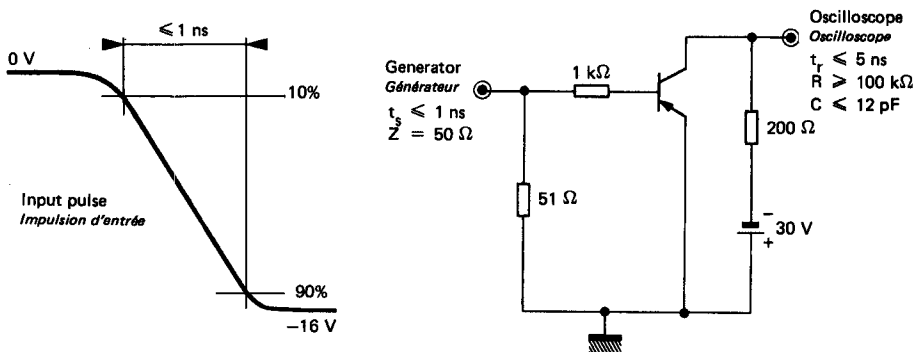 ≤ 1 ns
0 V
10%
Input pulse
Impulsion d'entrée
90%
−16 V
Generator
Générateur
t_s ≤ 1 ns
Z = 50 Ω
1 kΩ
51 Ω
Oscilloscope
Oscilloscope
t_r ≤ 5 ns
R ≥ 100 kΩ
C ≤ 12 pF
200 Ω
−
30 V
+